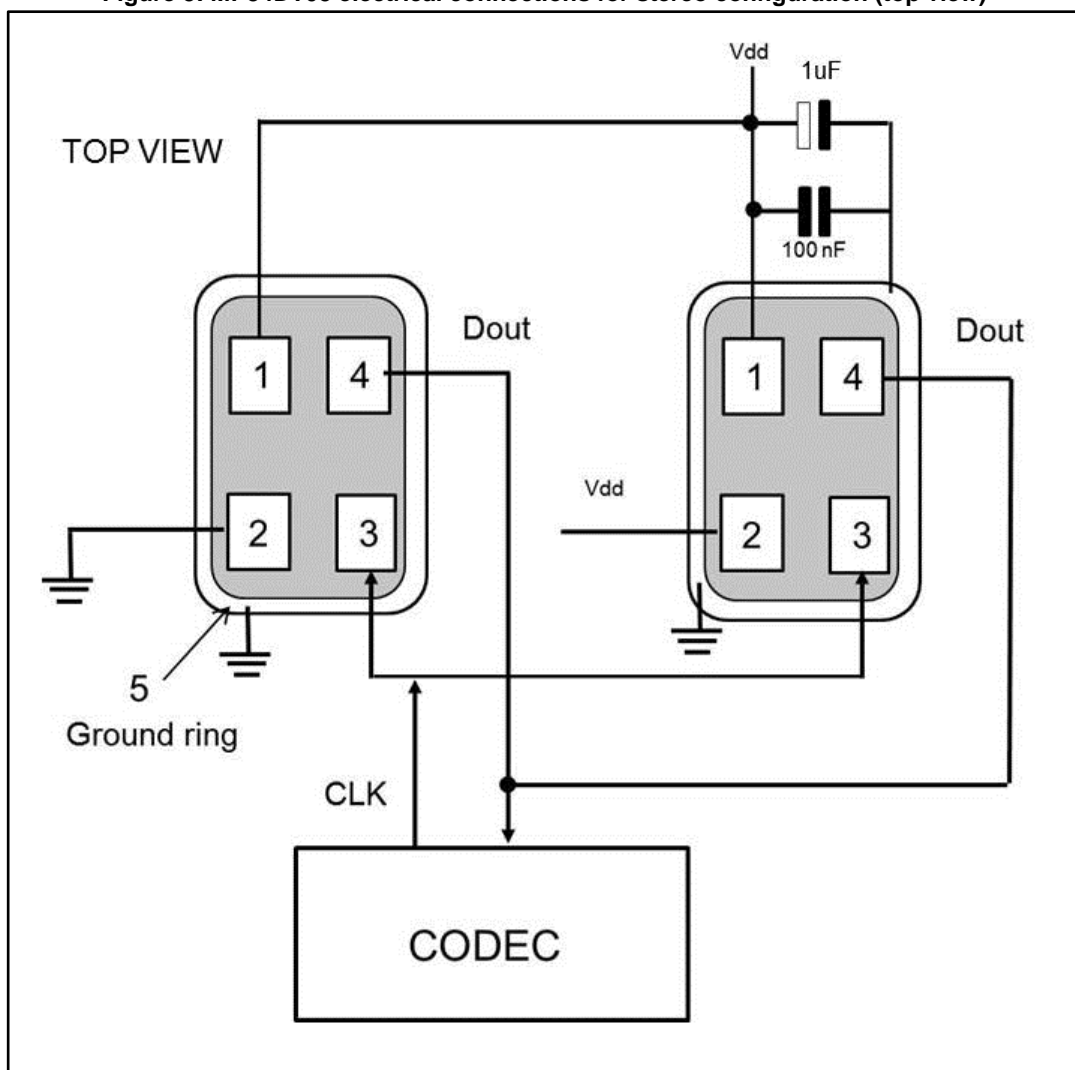 Vdd
1uF
TOP VIEW
100 nF
Dout
Dout
1
4
1
4
Vdd
2
3
2
3
5
Ground ring
CLK
CODEC